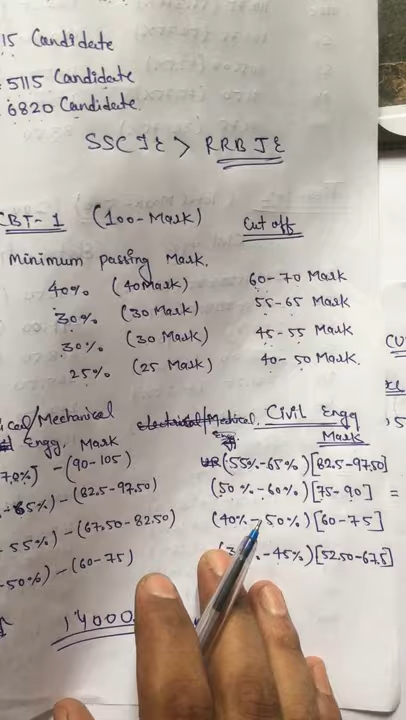 15 Candidate
5115 Candidate
6820 Candidate
SSC JE > RRB JE
CBT-1 (100-Mark) Cut off
Minimum passing Mark.
40% (40 Mark) 60-70 Mark
30% (30 Mark) 55-65 Mark
30% (30 Mark) 45-55 Mark
25% (25 Mark) 40-50 Mark.
ical/Mechanical Civil Engg
Engg. Mark Mark
70%] - (90-105) UR (55%-65%) [82.5-97.50]
-65%) - (82.5-97.50) (50%-60%) [75-90] =
- 55%) - (67.50-82.50) (40%-50%) [60-75]
-50%) - (60-75) %-45%) [52.50-67.5]
14000